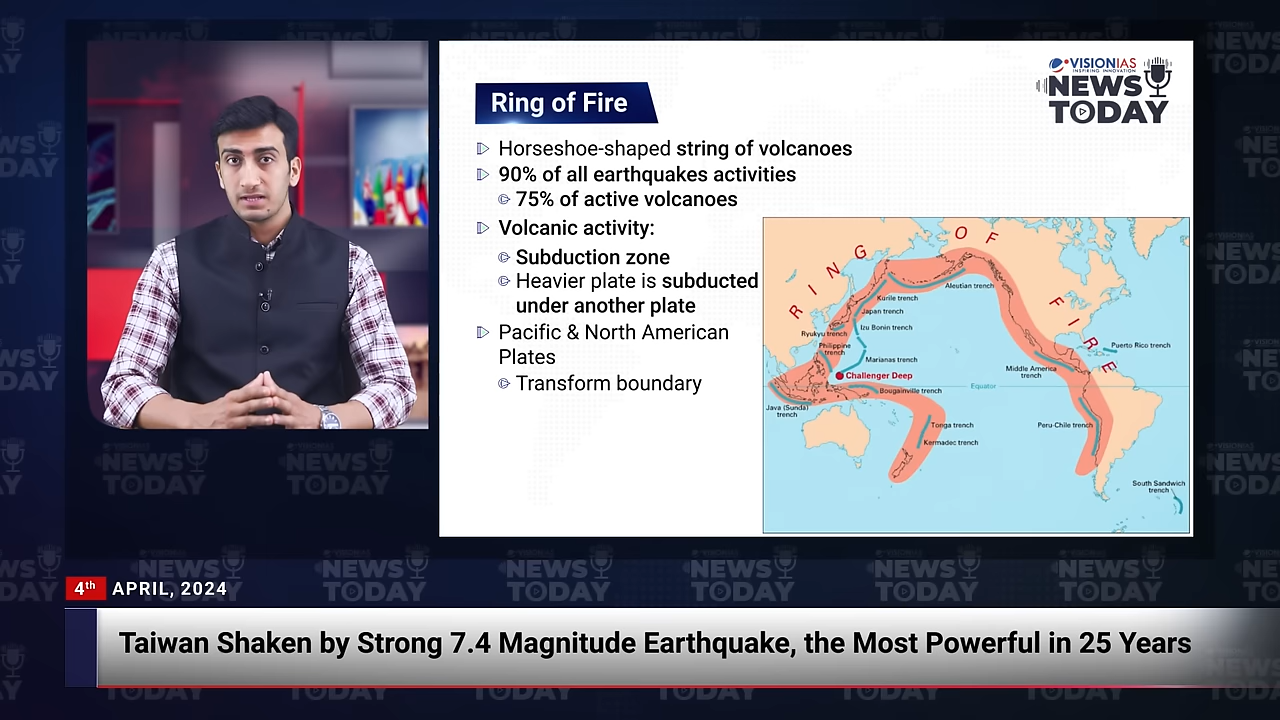 VISIONIAS
INSPIRING INNOVATION
NEWS
TODAY
Ring of Fire
Horseshoe-shaped string of volcanoes
90% of all earthquakes activities
75% of active volcanoes
Volcanic activity:
Subduction zone
Heavier plate is subducted
under another plate
Pacific & North American
Plates
Transform boundary
RING OF FIRE
Aleutian trench
Kurile trench
Japan trench
Izu Bonin trench
Ryukyu trench
Philippine
trench
Marianas trench
Challenger Deep
Bougainville trench
Java (Sunda)
trench
Tonga trench
Kermadec trench
Equator
Puerto Rico trench
Middle America
trench
Peru-Chile trench
South Sandwich
trench
4th APRIL, 2024
Taiwan Shaken by Strong 7.4 Magnitude Earthquake, the Most Powerful in 25 Years